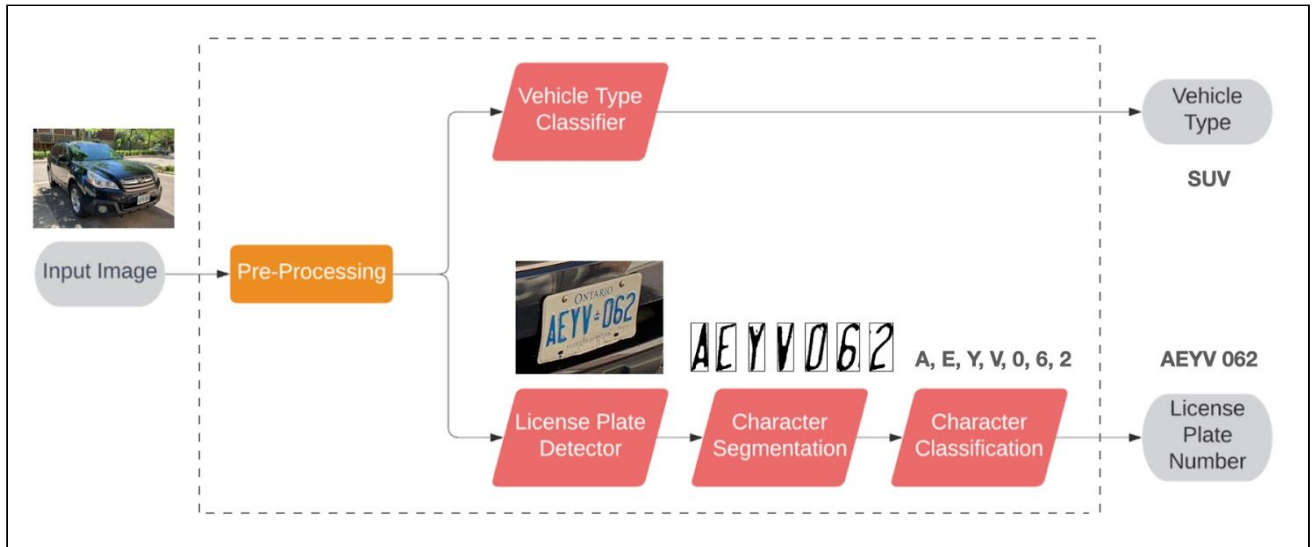 Vehicle Type
Classifier
Vehicle
Type
SUV
Input Image
Pre-Processing
ONTARIO
AEYV 062
AEYV062
A, E, Y, V, 0, 6, 2
AEYV 062
License Plate
Detector
Character
Segmentation
Character
Classification
License
Plate
Number